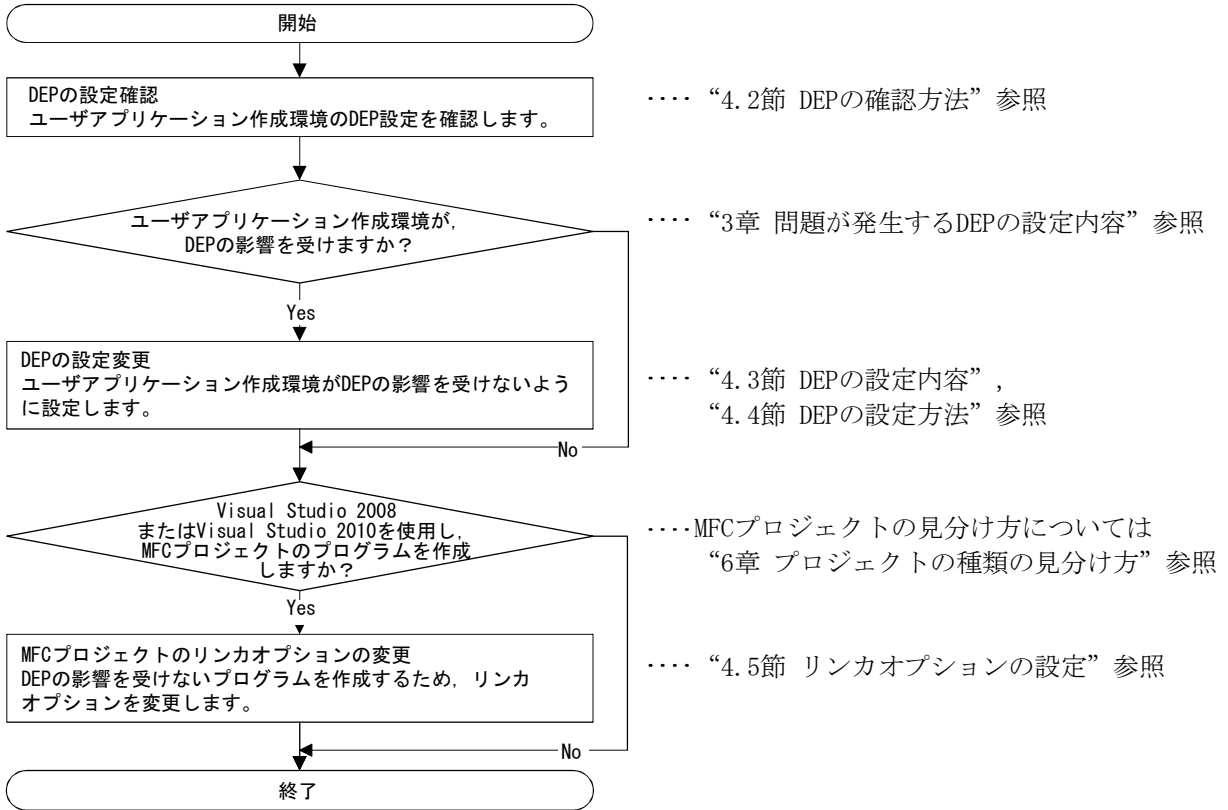 開始
DEPの設定確認
ユーザアプリケーション作成環境のDEP設定を確認します。
‥‥ “4.2節 DEPの確認方法”参照
ユーザアプリケーション作成環境が,
DEPの影響を受けますか？
‥‥ “3章 問題が発生するDEPの設定内容”参照
Yes
DEPの設定変更
ユーザアプリケーション作成環境がDEPの影響を受けないよう
に設定します。
‥‥ “4.3節 DEPの設定内容”,
“4.4節 DEPの設定方法”参照
No
Visual Studio 2008
またはVisual Studio 2010を使用し,
MFCプロジェクトのプログラムを作成
しますか？
‥‥MFCプロジェクトの見分け方については
“6章 プロジェクトの種類の見分け方”参照
Yes
MFCプロジェクトのリンカオプションの変更
DEPの影響を受けないプログラムを作成するため, リンカ
オプションを変更します。
‥‥ “4.5節 リンカオプションの設定”参照
No
終了